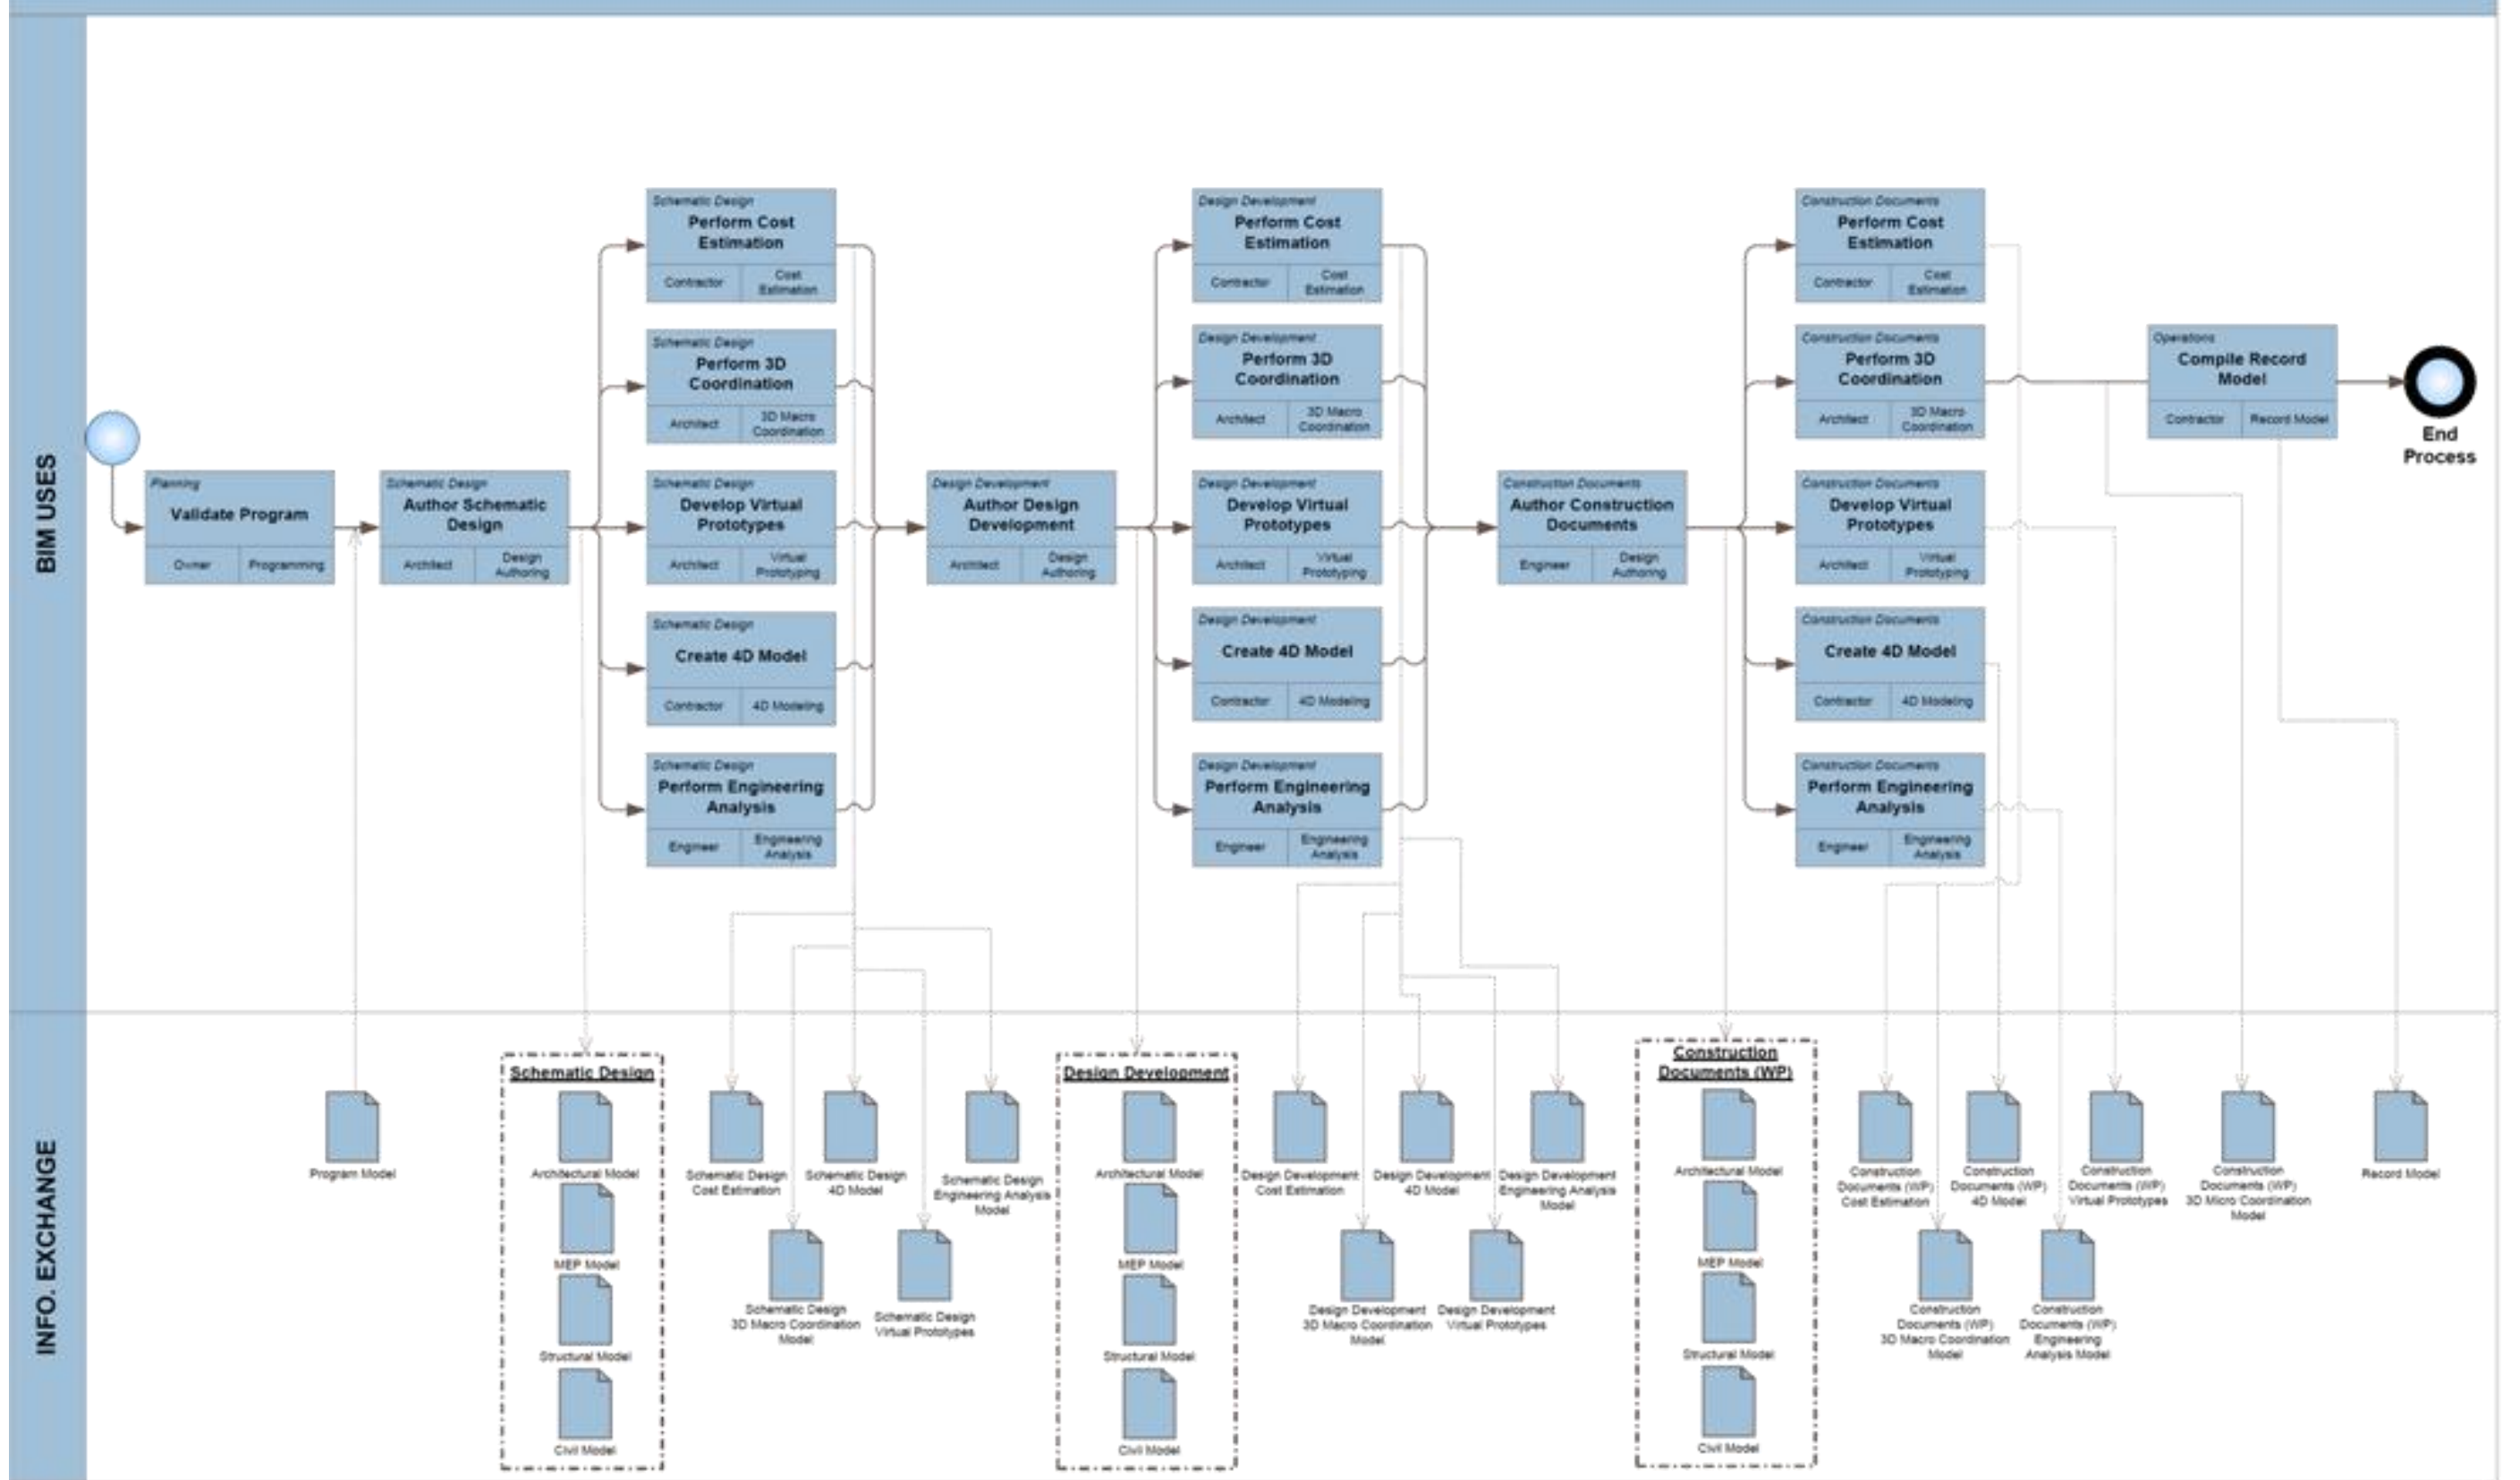 BIM USES
Planning
Validate Program
Owner
Programming
Schematic Design
Author Schematic
Design
Architect
Design
Authoring
Schematic Design
Perform Cost
Estimation
Contractor
Cost
Estimation
Schematic Design
Perform 3D
Coordination
Architect
3D Macro
Coordination
Schematic Design
Develop Virtual
Prototypes
Architect
Virtual
Prototyping
Schematic Design
Create 4D Model
Contractor
4D Modeling
Schematic Design
Perform Engineering
Analysis
Engineer
Engineering
Analysis
Design Development
Author Design
Development
Architect
Design
Authoring
Design Development
Perform Cost
Estimation
Contractor
Cost
Estimation
Design Development
Perform 3D
Coordination
Architect
3D Macro
Coordination
Design Development
Develop Virtual
Prototypes
Architect
Virtual
Prototyping
Design Development
Create 4D Model
Contractor
4D Modeling
Design Development
Perform Engineering
Analysis
Engineer
Engineering
Analysis
Construction Documents
Author Construction
Documents
Engineer
Design
Authoring
Construction Documents
Perform Cost
Estimation
Contractor
Cost
Estimation
Construction Documents
Perform 3D
Coordination
Architect
3D Macro
Coordination
Construction Documents
Develop Virtual
Prototypes
Architect
Virtual
Prototyping
Construction Documents
Create 4D Model
Contractor
4D Modeling
Construction Documents
Perform Engineering
Analysis
Engineer
Engineering
Analysis
Operations
Compile Record
Model
Contractor
Record Model
End
Process
INFO. EXCHANGE
Program Model
Schematic Design
Architectural Model
MEP Model
Structural Model
Civil Model
Schematic Design
Cost Estimation
Schematic Design
3D Macro Coordination
Model
Schematic Design
4D Model
Schematic Design
Virtual Prototypes
Schematic Design
Engineering Analysis
Model
Design Development
Architectural Model
MEP Model
Structural Model
Civil Model
Design Development
Cost Estimation
Design Development
3D Macro Coordination
Model
Design Development
4D Model
Design Development
Virtual Prototypes
Design Development
Engineering Analysis
Model
Construction
Documents (WP)
Architectural Model
MEP Model
Structural Model
Civil Model
Construction
Documents (WP)
Cost Estimation
Construction
Documents (WP)
3D Macro Coordination
Model
Construction
Documents (WP)
4D Model
Construction
Documents (WP)
Engineering
Analysis Model
Construction
Documents (WP)
Virtual Prototypes
Construction
Documents (WP)
3D Micro Coordination
Model
Record Model